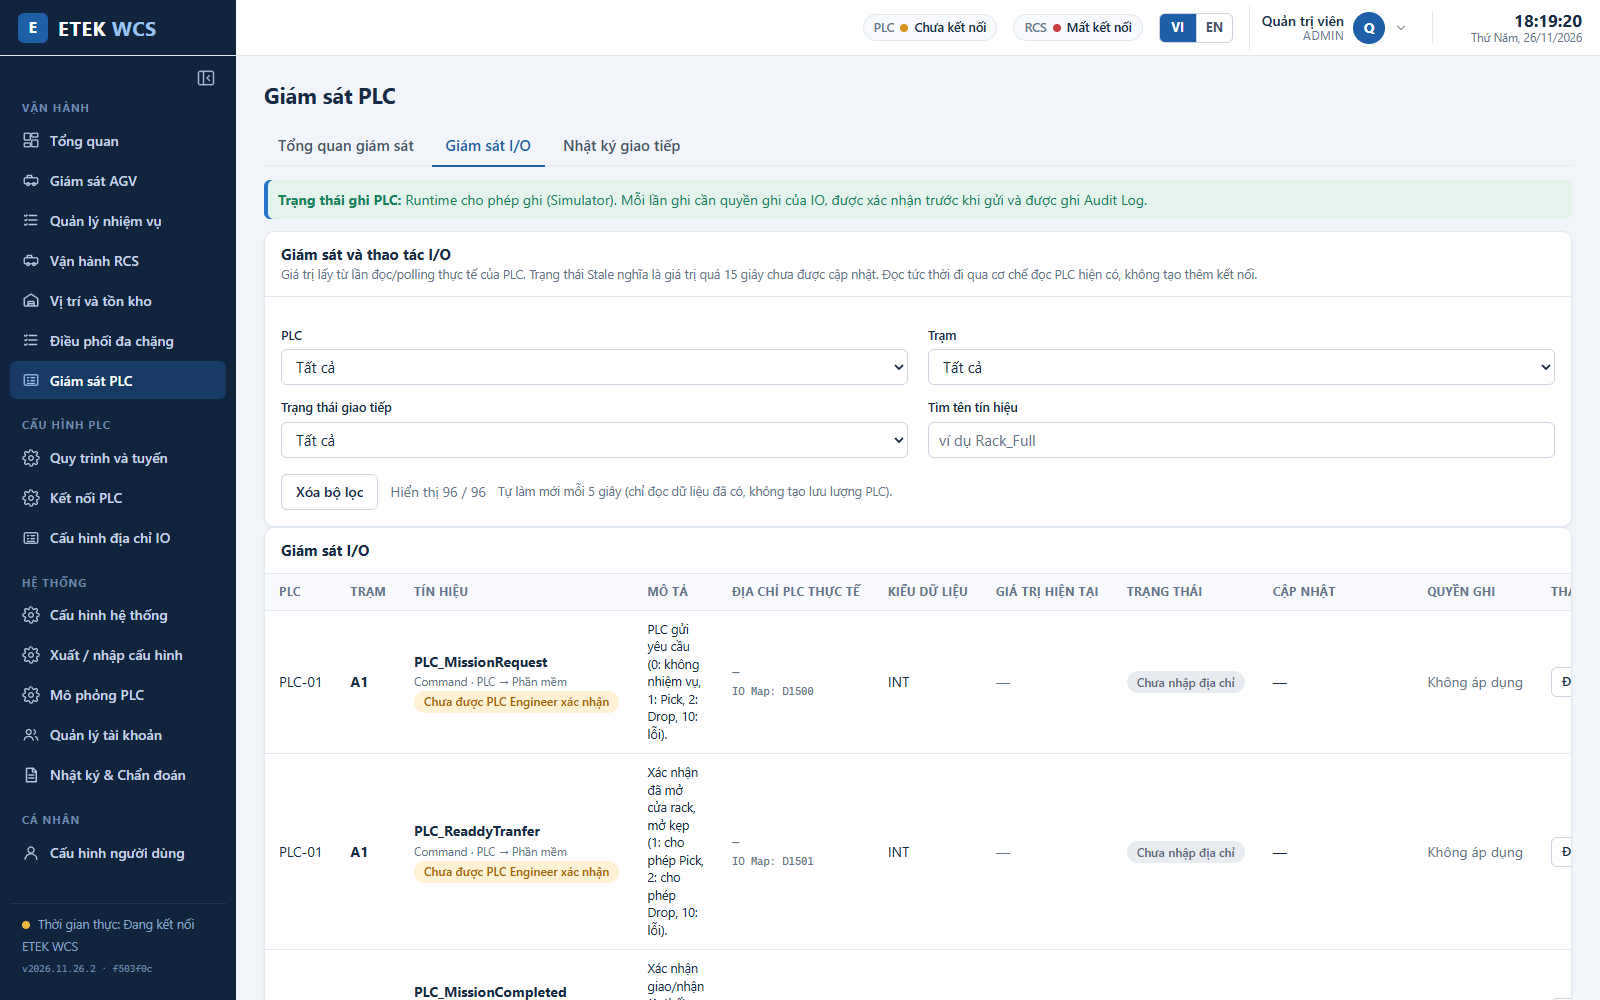 E ETEK WCS
PLC Chưa kết nối
RCS Mất kết nối
VI EN
Quản trị viên
ADMIN
Q
18:19:20
Thứ Năm, 26/11/2026
VẬN HÀNH
Tổng quan
Giám sát AGV
Quản lý nhiệm vụ
Vận hành RCS
Vị trí và tồn kho
Điều phối đa chặng
Giám sát PLC
CẤU HÌNH PLC
Quy trình và tuyến
Kết nối PLC
Cấu hình địa chỉ IO
HỆ THỐNG
Cấu hình hệ thống
Xuất / nhập cấu hình
Mô phỏng PLC
Quản lý tài khoản
Nhật ký & Chẩn đoán
CÁ NHÂN
Cấu hình người dùng
Thời gian thực: Đang kết nối
ETEK WCS
v2026.11.26.2 · f503f0c
Giám sát PLC
Tổng quan giám sát
Giám sát I/O
Nhật ký giao tiếp
Trạng thái ghi PLC: Runtime cho phép ghi (Simulator). Mỗi lần ghi cần quyền ghi của IO, được xác nhận trước khi gửi và được ghi Audit Log.
Giám sát và thao tác I/O
Giá trị lấy từ lần đọc/polling thực tế của PLC. Trạng thái Stale nghĩa là giá trị quá 15 giây chưa được cập nhật. Đọc tức thời đi qua cơ chế đọc PLC hiện có, không tạo thêm kết nối.
PLC
Tất cả
Trạm
Tất cả
Trạng thái giao tiếp
Tất cả
Tìm tên tín hiệu
ví dụ Rack_Full
Xóa bộ lọc
Hiển thị 96 / 96
Tự làm mới mỗi 5 giây (chỉ đọc dữ liệu đã có, không tạo lưu lượng PLC).
Giám sát I/O
PLC TRẠM TÍN HIỆU MÔ TẢ ĐỊA CHỈ PLC THỰC TẾ KIỂU DỮ LIỆU GIÁ TRỊ HIỆN TẠI TRẠNG THÁI CẬP NHẬT QUYỀN GHI
PLC-01
A1
PLC_MissionRequest
Command · PLC → Phần mềm
Chưa được PLC Engineer xác nhận
PLC gửi
yêu cầu
(0: không
nhiệm vụ,
1: Pick, 2:
Drop, 10:
lỗi).
—
IO Map: D1500
INT
—
Chưa nhập địa chỉ
—
Không áp dụng
PLC-01
A1
PLC_ReaddyTranfer
Command · PLC → Phần mềm
Chưa được PLC Engineer xác nhận
Xác nhận
đã mở
cửa rack,
mở kẹp
(1: cho
phép Pick,
2: cho
phép
Drop, 10:
lỗi).
—
IO Map: D1501
INT
—
Chưa nhập địa chỉ
—
Không áp dụng
PLC_MissionCompleted
Xác nhận
giao/nhận